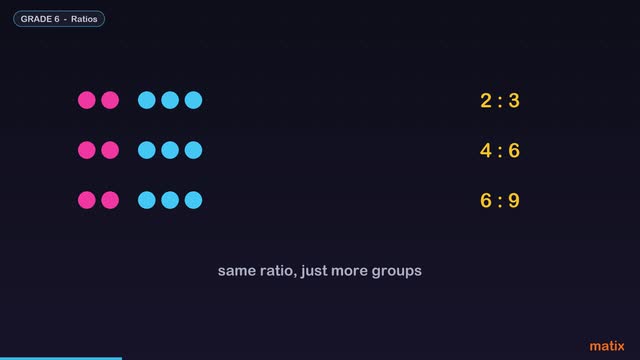 GRADE 6 - Ratios
2 : 3
4 : 6
6 : 9
same ratio, just more groups
matix